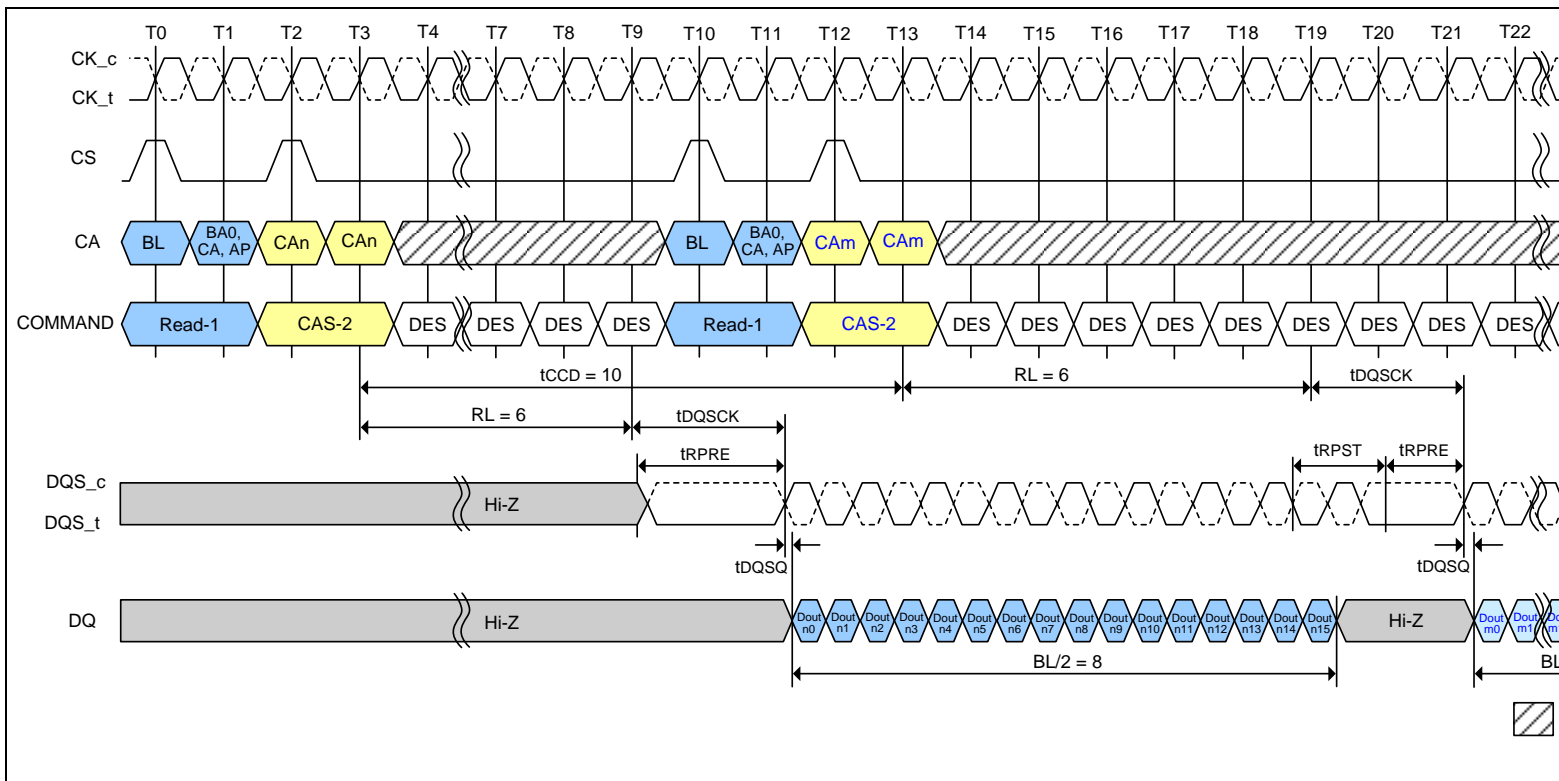 T0 T1 T2 T3 T4 T7 T8 T9 T10 T11 T12 T13 T14 T15 T16 T17 T18 T19 T20 T21 T22
CK_c
CK_t
CS
CA BL BA0, CA, AP CAn CAn BL BA0, CA, AP CAm CAm
COMMAND Read-1 CAS-2 DES DES DES DES Read-1 CAS-2 DES DES DES DES DES DES DES DES DES
tCCD = 10 RL = 6 tDQSCK
RL = 6 tDQSCK
tRPRE tRPST tRPRE
DQS_c
Hi-Z
DQS_t
tDQSQ tDQSQ
DQ Hi-Z Dout n0 Dout n1 Dout n2 Dout n3 Dout n4 Dout n5 Dout n6 Dout n7 Dout n8 Dout n9 Dout n10 Dout n11 Dout n12 Dout n13 Dout n14 Dout n15 Hi-Z Dout m0 Dout m1
BL/2 = 8 BL